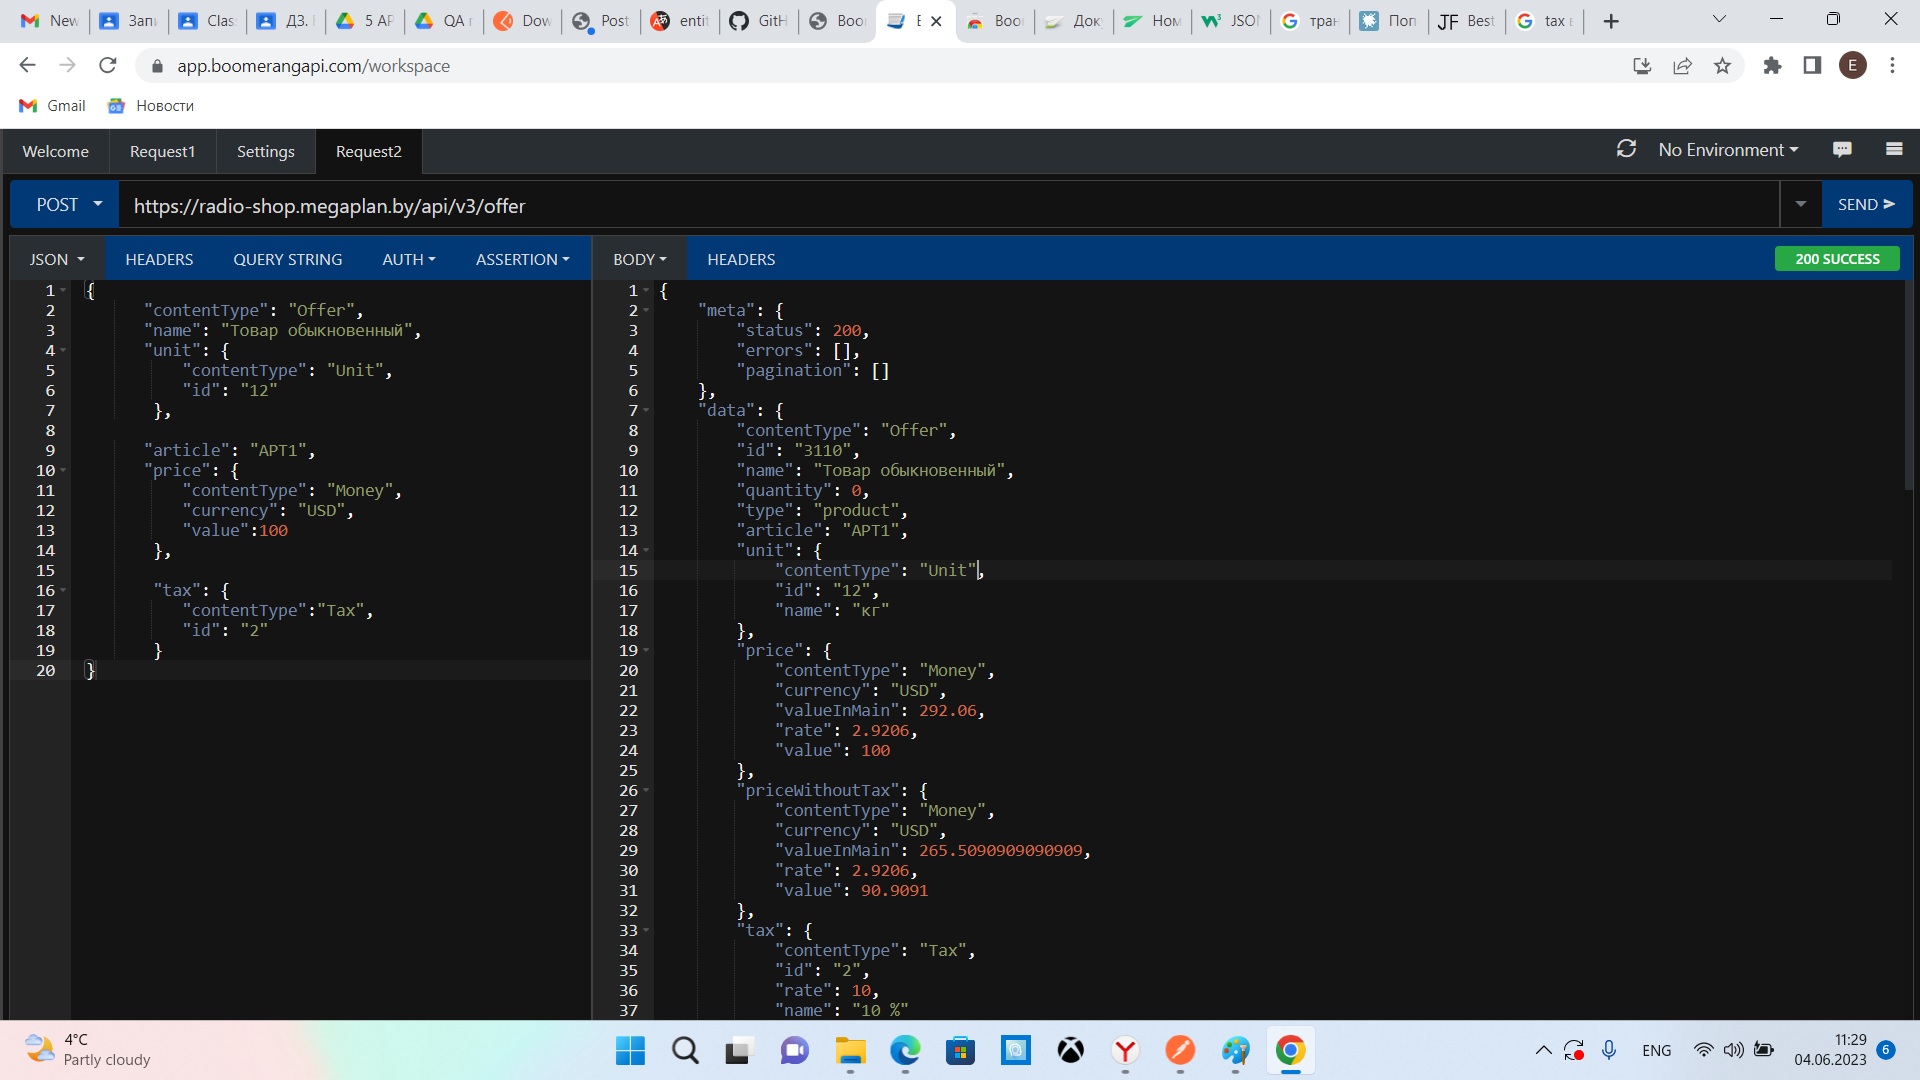 New
Запи
Clas
ДЗ.
5 AP
QA г
Dow
Post
entit
GitH
Boo
E
Boor
Док
Ном
JSOI
тран
Поп
JF Best
tax в
app.boomerangapi.com/workspace
E
Gmail
Новости
Welcome
Request1
Settings
Request2
No Environment
POST
https://radio-shop.megaplan.by/api/v3/offer
SEND
JSON
HEADERS
QUERY STRING
AUTH
ASSERTION
1 {
2 "contentType": "Offer",
3 "name": "Товар обыкновенный",
4 "unit": {
5 "contentType": "Unit",
6 "id": "12"
7 },
8
9 "article": "АРТ1",
10 "price": {
11 "contentType": "Money",
12 "currency": "USD",
13 "value":100
14 },
15
16 "tax": {
17 "contentType":"Tax",
18 "id": "2"
19 }
20 }
BODY
HEADERS
200 SUCCESS
1 {
2 "meta": {
3 "status": 200,
4 "errors": [],
5 "pagination": []
6 },
7 "data": {
8 "contentType": "Offer",
9 "id": "3110",
10 "name": "Товар обыкновенный",
11 "quantity": 0,
12 "type": "product",
13 "article": "АРТ1",
14 "unit": {
15 "contentType": "Unit",
16 "id": "12",
17 "name": "кг"
18 },
19 "price": {
20 "contentType": "Money",
21 "currency": "USD",
22 "valueInMain": 292.06,
23 "rate": 2.9206,
24 "value": 100
25 },
26 "priceWithoutTax": {
27 "contentType": "Money",
28 "currency": "USD",
29 "valueInMain": 265.5090909090909,
30 "rate": 2.9206,
31 "value": 90.9091
32 },
33 "tax": {
34 "contentType": "Tax",
35 "id": "2",
36 "rate": 10,
37 "name": "10 %"
4°C
Partly cloudy
ENG
11:29
04.06.2023
6